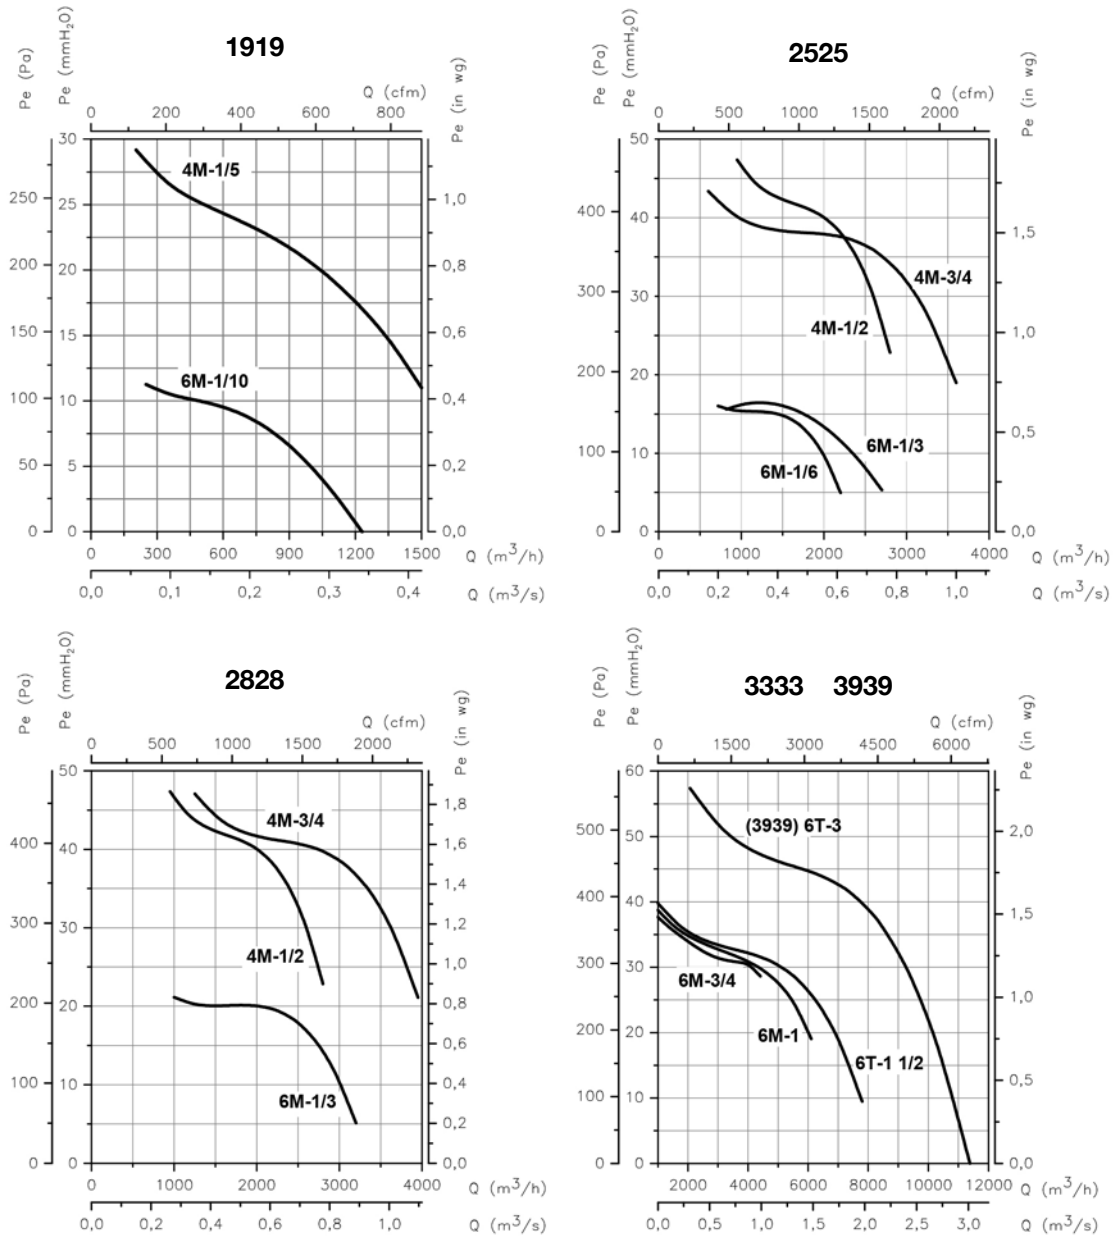 1919
Pe (Pa)
Pe (mmH2O)
Q (cfm)
Pe (in wg)
0 200 400 600 800
30
25
20
15
10
5
0
250
200
150
100
50
0
1,0
0,8
0,6
0,4
0,2
0,0
4M-1/5
6M-1/10
0 300 600 900 1200 1500 Q (m³/h)
0,0 0,1 0,2 0,3 0,4 Q (m³/s)
2525
Pe (Pa)
Pe (mmH2O)
Q (cfm)
Pe (in wg)
0 500 1000 1500 2000
50
40
30
20
10
0
400
300
200
100
0
1,5
1,0
0,5
0,0
4M-3/4
4M-1/2
6M-1/3
6M-1/6
0 1000 2000 3000 4000 Q (m³/h)
0,0 0,2 0,4 0,6 0,8 1,0 Q (m³/s)
2828
Pe (Pa)
Pe (mmH2O)
Q (cfm)
Pe (in wg)
0 500 1000 1500 2000
50
40
30
20
10
0
400
300
200
100
0
1,8
1,6
1,4
1,2
1,0
0,8
0,6
0,4
0,2
0,0
4M-3/4
4M-1/2
6M-1/3
0 1000 2000 3000 4000 Q (m³/h)
0,0 0,2 0,4 0,6 0,8 1,0 Q (m³/s)
3333 3939
Pe (Pa)
Pe (mmH2O)
Q (cfm)
Pe (in wg)
0 1500 3000 4500 6000
60
50
40
30
20
10
0
500
400
300
200
100
0
2,0
1,5
1,0
0,5
0,0
(3939) 6T-3
6M-3/4
6M-1
6T-1 1/2
2000 4000 6000 8000 10000 12000 Q (m³/h)
0,0 0,5 1,0 1,5 2,0 2,5 3,0 Q (m³/s)